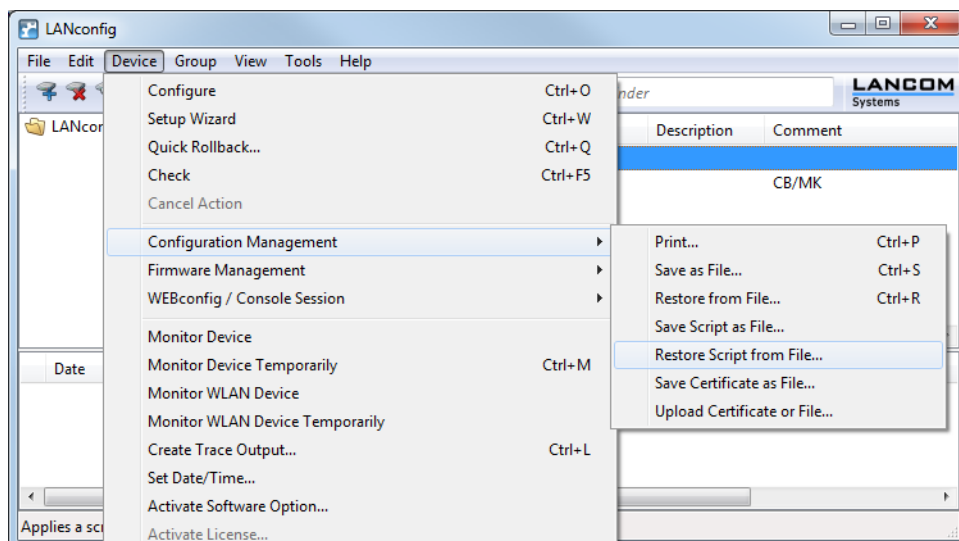 LANconfig
File Edit Device Group View Tools Help
LANCOM
Systems
Configure Ctrl+O
Setup Wizard Ctrl+W
Quick Rollback... Ctrl+Q
Check Ctrl+F5
Cancel Action
Configuration Management
Firmware Management
WEBconfig / Console Session
Monitor Device
Monitor Device Temporarily Ctrl+M
Monitor WLAN Device
Monitor WLAN Device Temporarily
Create Trace Output... Ctrl+L
Set Date/Time...
Activate Software Option...
Activate License...
Description Comment
CB/MK
Print... Ctrl+P
Save as File... Ctrl+S
Restore from File... Ctrl+R
Save Script as File...
Restore Script from File...
Save Certificate as File...
Upload Certificate or File...
Date
Applies a